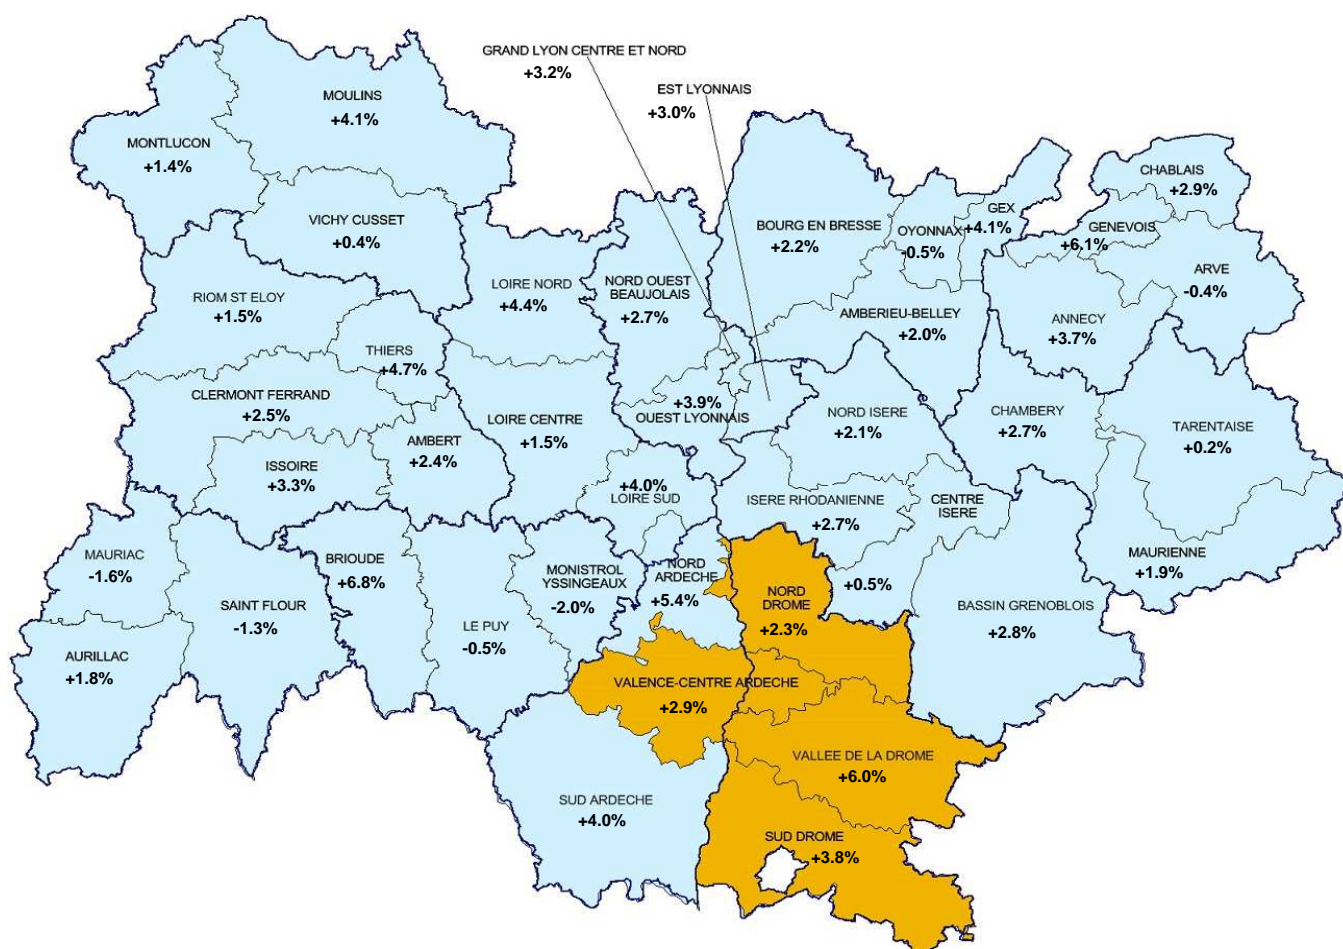 GRAND LYON CENTRE ET NORD
+3.2%
EST LYONNAIS
+3.0%
MOULINS
+4.1%
MONTLUCON
+1.4%
CHABLAIS
+2.9%
VICHY CUSSET
+0.4%
BOURG EN BRESSE
+2.2%
OYONNAX
-0.5%
GEX
+4.1%
GENEVOIS
+6.1%
ARVE
-0.4%
RIOM ST ELOY
+1.5%
LOIRE NORD
+4.4%
NORD OUEST
BEAUJOLAIS
+2.7%
AMBERIEU-BELLEY
+2.0%
ANNECY
+3.7%
THIERS
+4.7%
CLERMONT FERRAND
+2.5%
LOIRE CENTRE
+1.5%
+3.9%
OUEST LYONNAIS
NORD ISERE
+2.1%
CHAMBERY
+2.7%
TARENTAISE
+0.2%
AMBERT
+2.4%
ISSOIRE
+3.3%
+4.0%
LOIRE SUD
ISERE RHODANIENNE
+2.7%
CENTRE
ISERE
+0.5%
MAURIENNE
+1.9%
MAURIAC
-1.6%
BRIOUDE
+6.8%
MONISTROL
YSSINGEAUX
-2.0%
NORD
ARDECHE
+5.4%
NORD
DROME
+2.3%
BASSIN GRENOBLOIS
+2.8%
SAINT FLOUR
-1.3%
LE PUY
-0.5%
AURILLAC
+1.8%
VALENCE-CENTRE ARDECHE
+2.9%
VALLEE DE LA DROME
+6.0%
SUD ARDECHE
+4.0%
SUD DROME
+3.8%